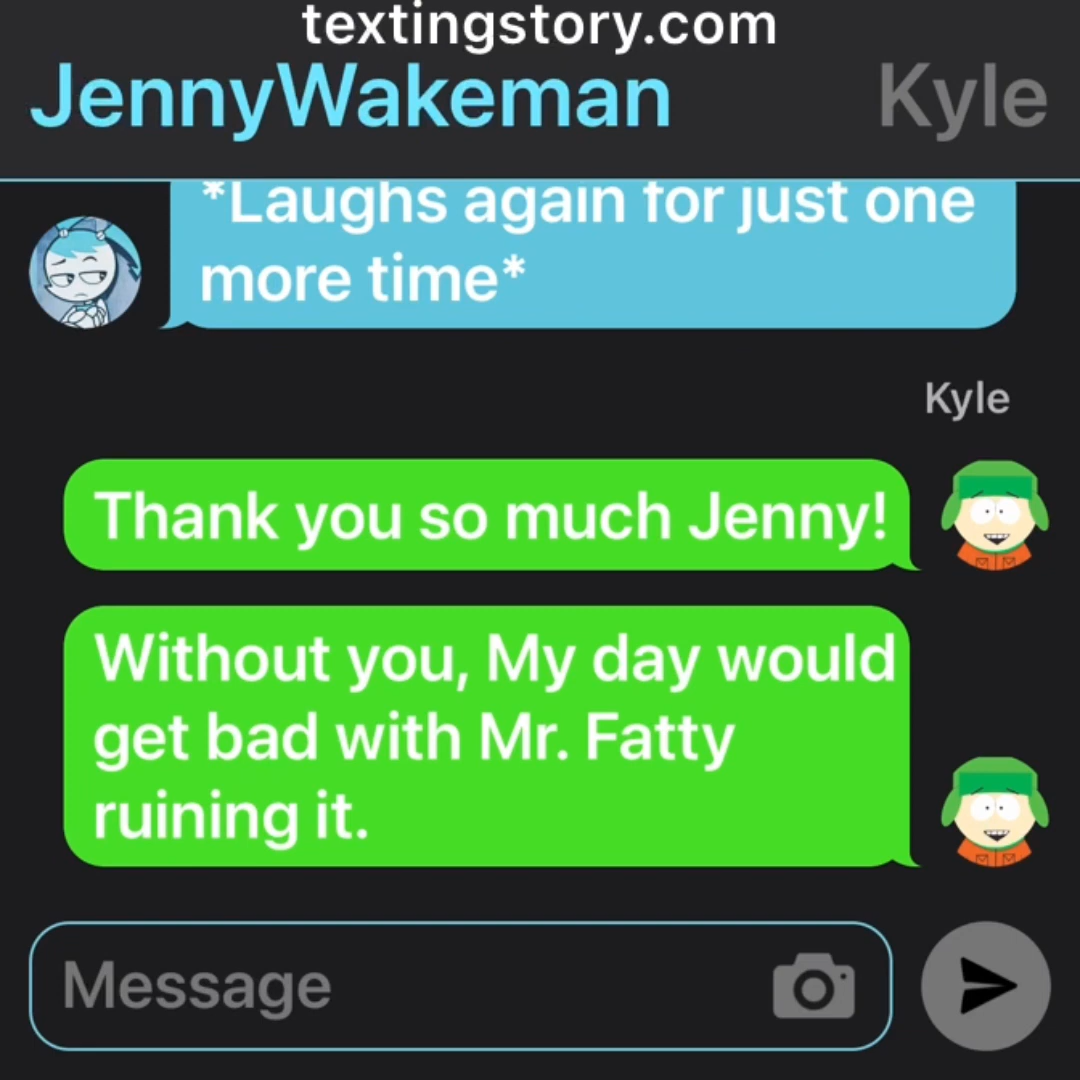 textingstory.com
JennyWakeman
Kyle
*Laughs again for just one
more time*
Kyle
Thank you so much Jenny!
Without you, My day would
get bad with Mr. Fatty
ruining it.
Message